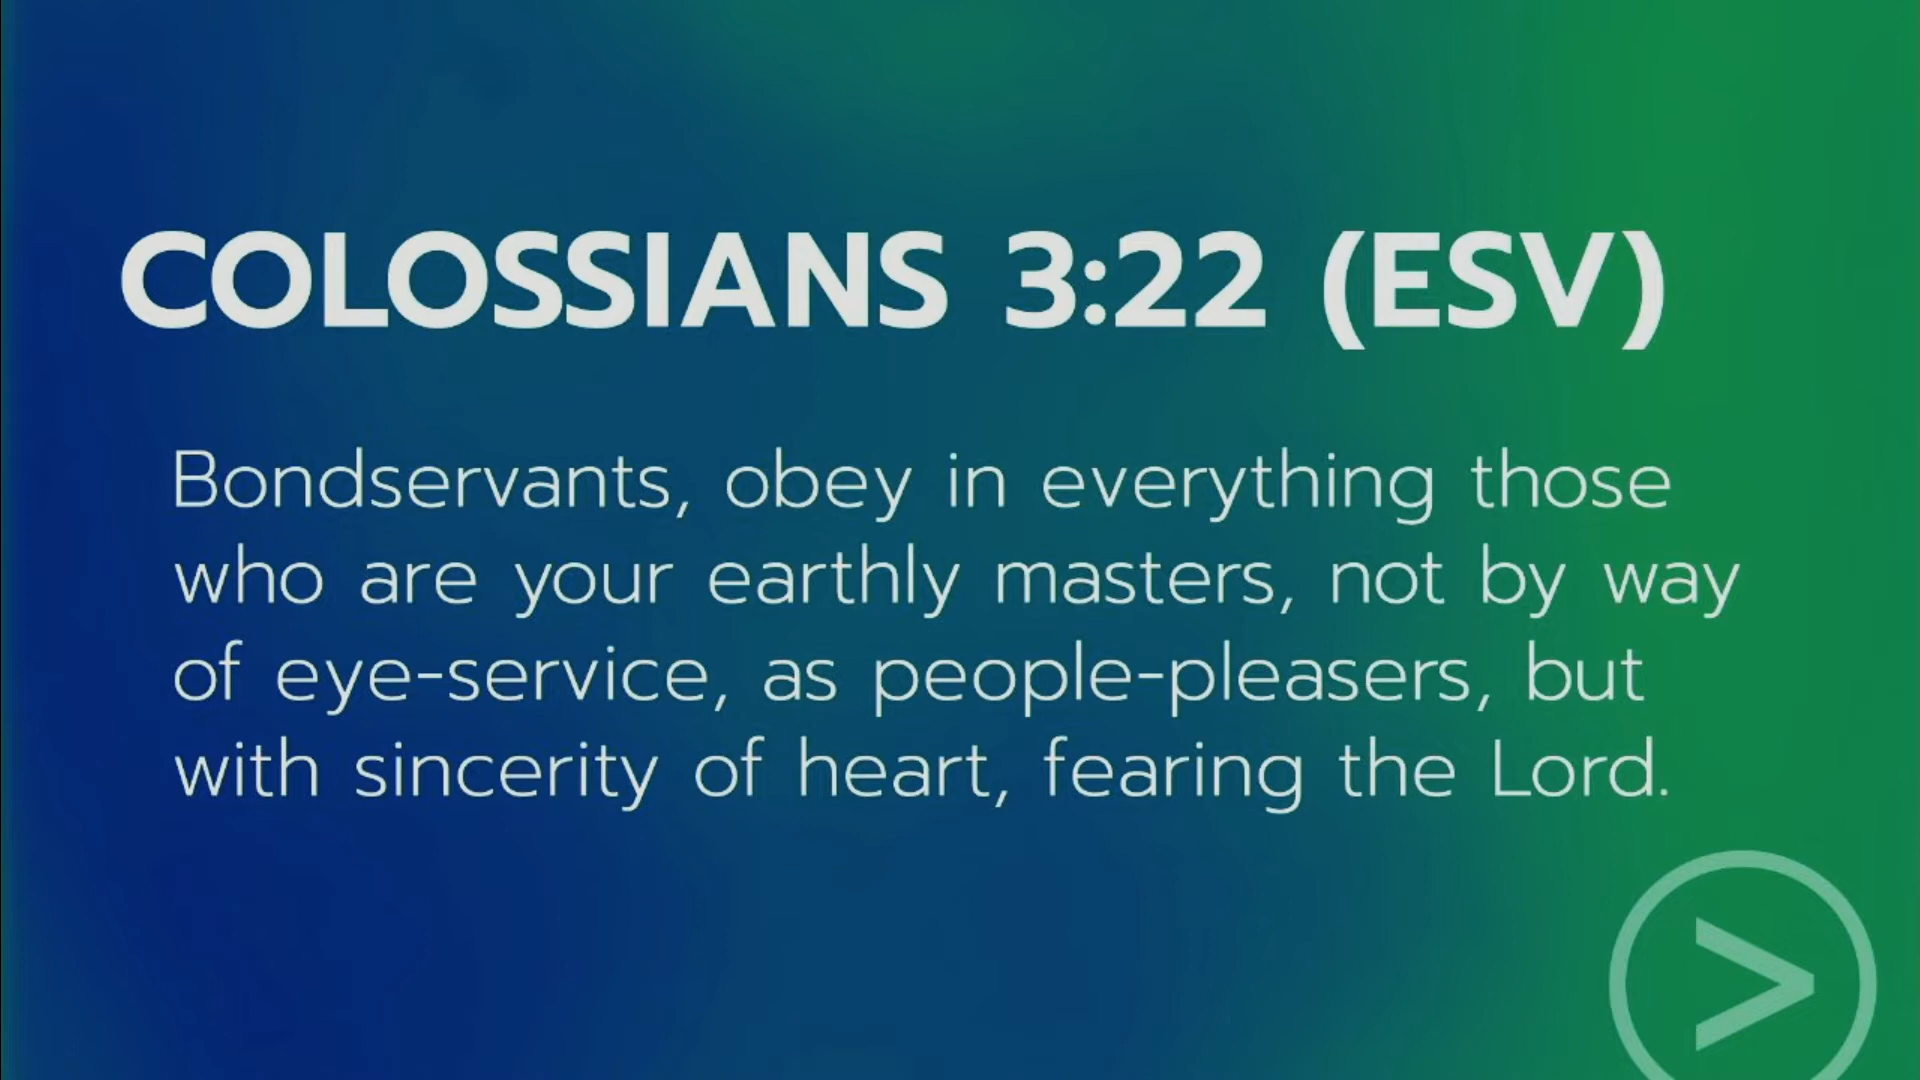 COLOSSIANS 3:22 (ESV)
Bondservants, obey in everything those
who are your earthly masters, not by way
of eye-service, as people-pleasers, but
with sincerity of heart, fearing the Lord.